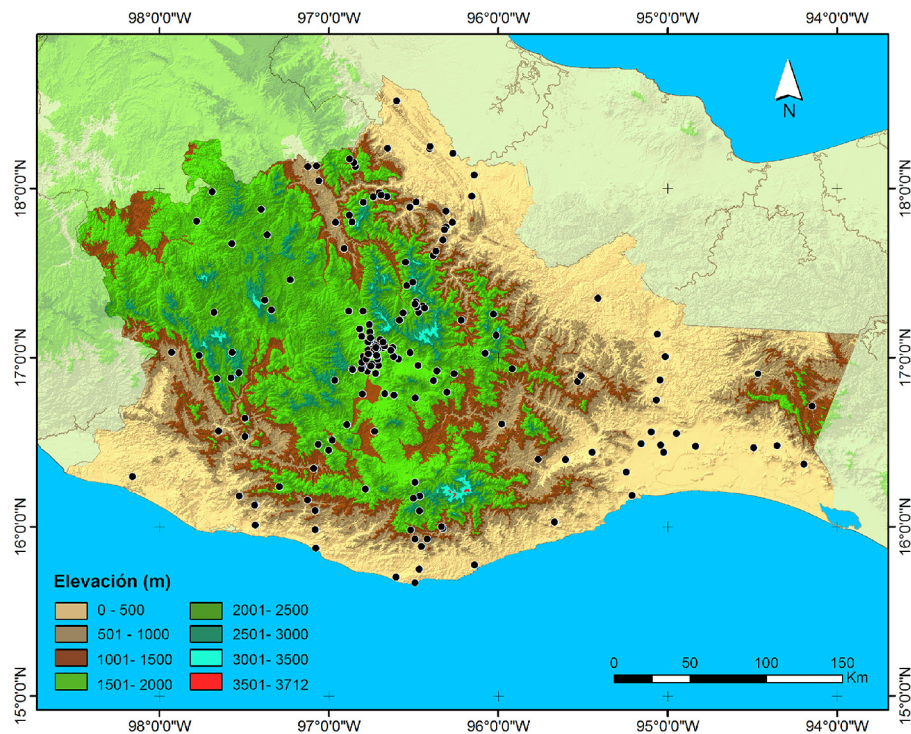 98°0'0"W 97°0'0"W 96°0'0"W 95°0'0"W 94°0'0"W
N
18°0'0"N 18°0'0"N
17°0'0"N 17°0'0"N
16°0'0"N 16°0'0"N
15°0'0"N 15°0'0"N
Elevación (m)
0 - 500 2001- 2500
501 - 1000 2501- 3000
1001- 1500 3001- 3500
1501- 2000 3501- 3712
0 50 100 150
Km
98°0'0"W 97°0'0"W 96°0'0"W 95°0'0"W 94°0'0"W